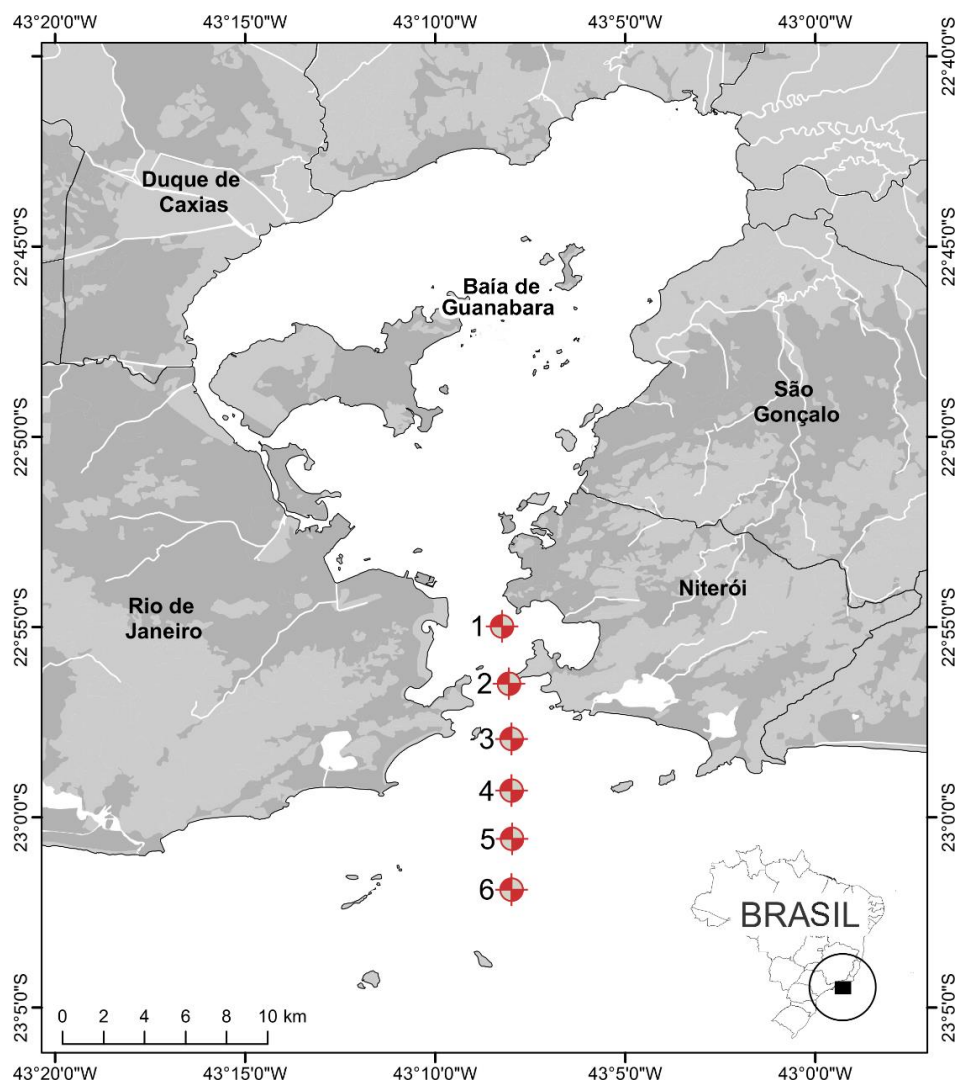 43°20'0"W 43°15'0"W 43°10'0"W 43°5'0"W 43°0'0"W
22°40'0"S 22°40'0"S
Duque de
Caxias
22°45'0"S 22°45'0"S
Baía de
Guanabara
São
Gonçalo
22°50'0"S 22°50'0"S
Niterói
Rio de
Janeiro
22°55'0"S 22°55'0"S
1
2
3
4
23°0'0"S 23°0'0"S
5
6
BRASIL
23°5'0"S 23°5'0"S
0 2 4 6 8 10 km
43°20'0"W 43°15'0"W 43°10'0"W 43°5'0"W 43°0'0"W